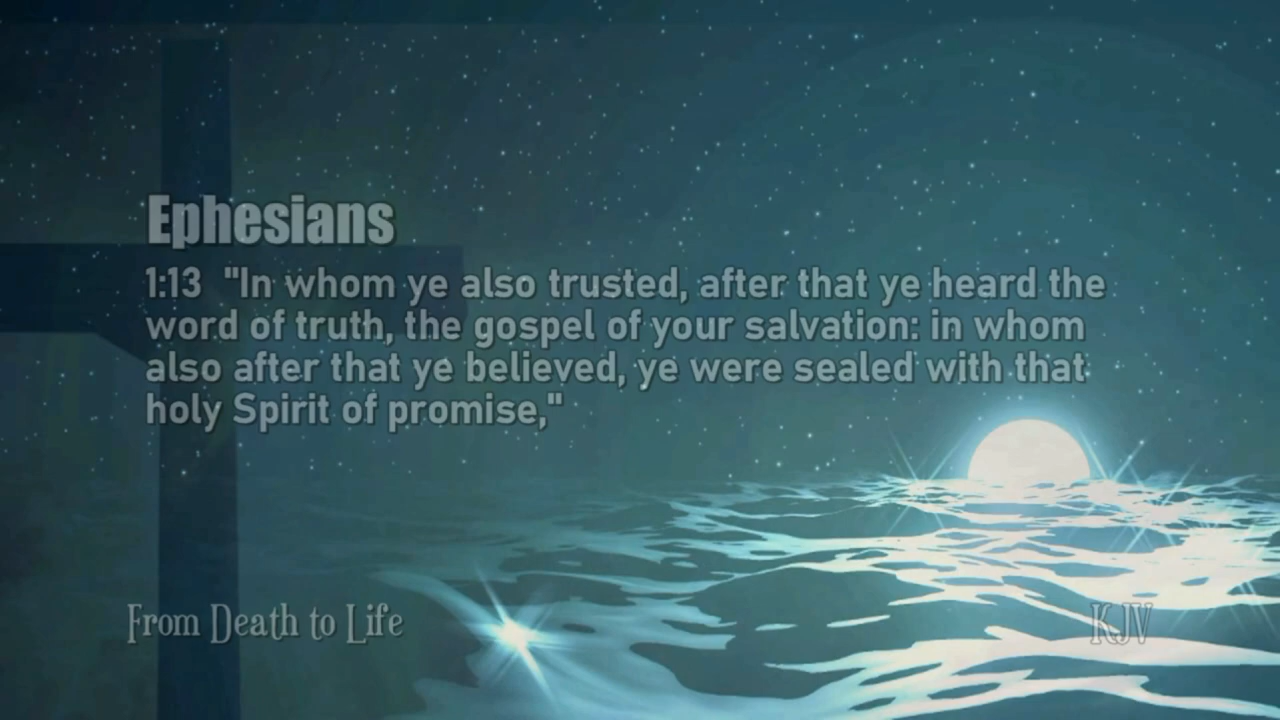 Ephesians
1:13 "In whom ye also trusted, after that ye heard the
word of truth, the gospel of your salvation: in whom
also after that ye believed, ye were sealed with that
holy Spirit of promise,"
From Death to Life
KJV